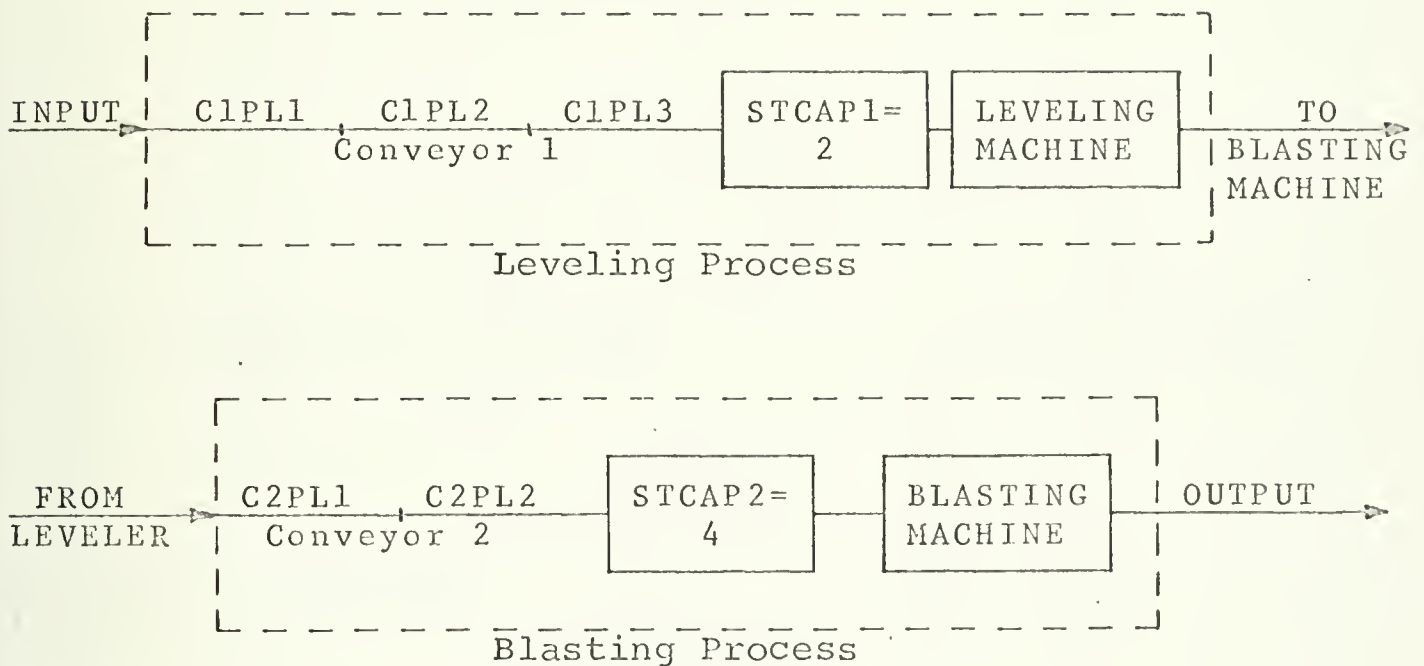 INPUT
C1PL1 C1PL2 C1PL3
Conveyor 1
STCAP1=
2
LEVELING
MACHINE
TO
BLASTING
MACHINE
Leveling Process
FROM
LEVELER
C2PL1 C2PL2
Conveyor 2
STCAP2=
4
BLASTING
MACHINE
OUTPUT
Blasting Process